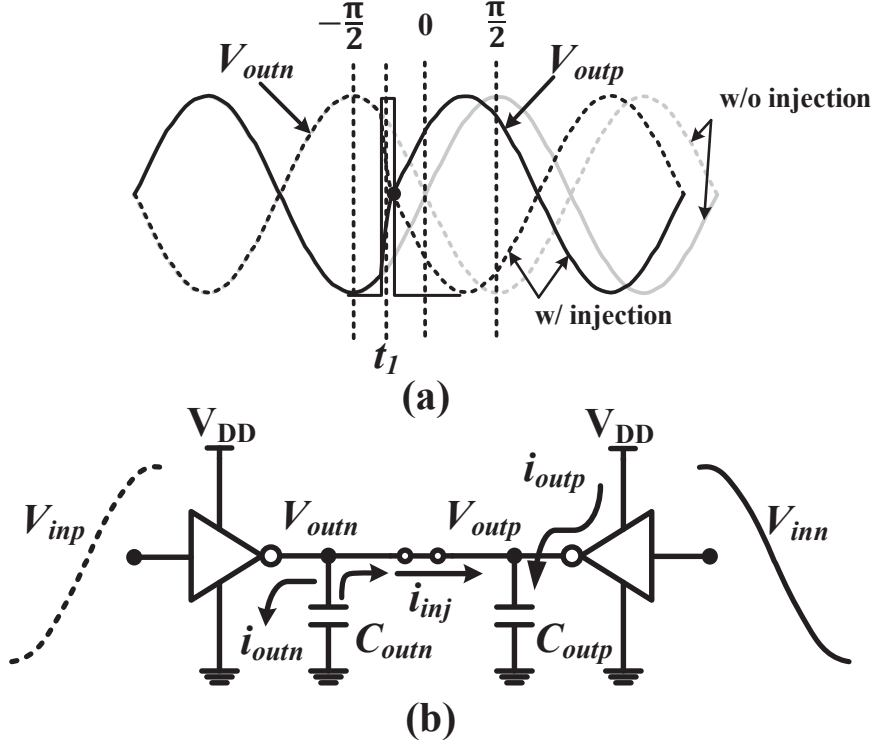 −π/2 0 π/2
V_outn V_outp
w/o injection
w/ injection
t_1
(a)
V_DD V_DD
i_outp
V_inp V_outn V_outp V_inn
i_inj
i_outn C_outn C_outp
(b)